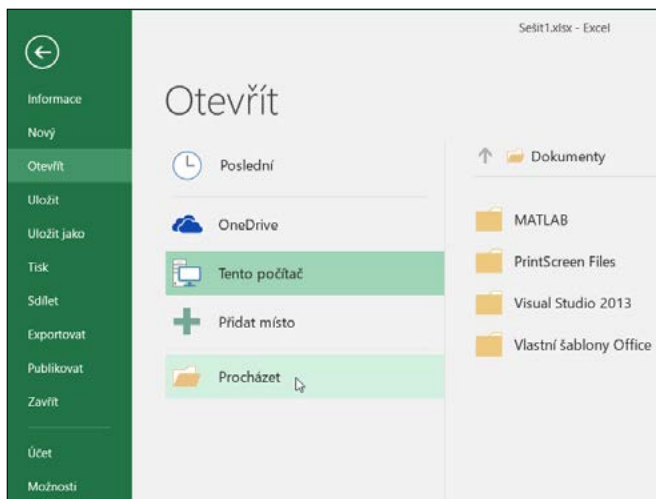 Sešit1.xlsx - Excel
Informace
Nový
Otevřít
Uložit
Uložit jako
Tisk
Sdílet
Exportovat
Publikovat
Zavřít
Účet
Možnosti
Otevřít
Poslední
OneDrive
Tento počítač
Přidat místo
Procházet
Dokumenty
MATLAB
PrintScreen Files
Visual Studio 2013
Vlastní šablony Office